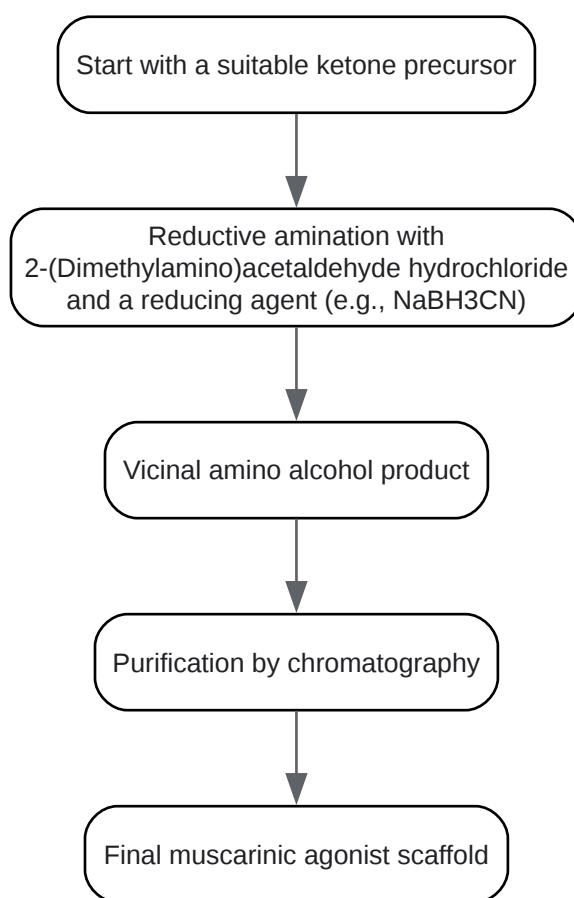 Start with a suitable ketone precursor
Reductive amination with
2-(Dimethylamino)acetaldehyde hydrochloride
and a reducing agent (e.g., NaBH3CN)
Vicinal amino alcohol product
Purification by chromatography
Final muscarinic agonist scaffold